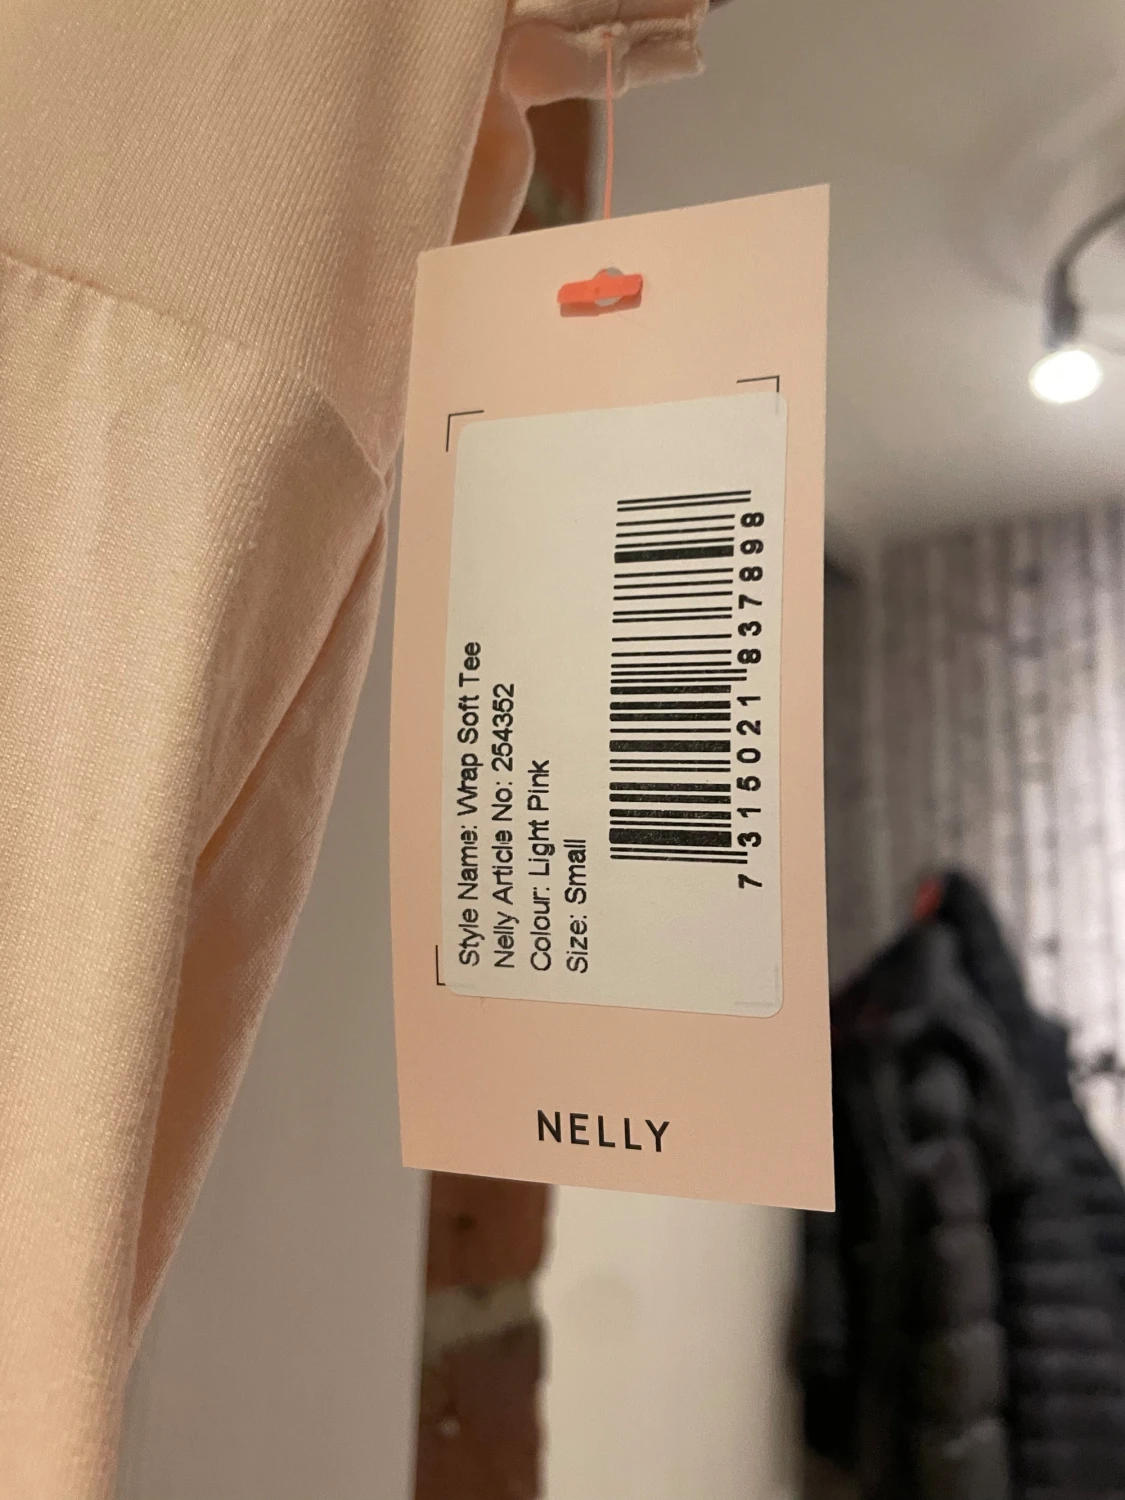 Style Name: Wrap Soft Tee
Nelly Article No: 254352
Colour: Light Pink
Size: Small
7 315021 837898
NELLY